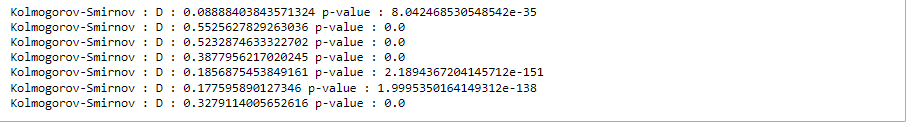 Kolmogorov-Smirnov : D : 0.08888403843571324 p-value : 8.042468530548542e-35
Kolmogorov-Smirnov : D : 0.5525627829263036 p-value : 0.0
Kolmogorov-Smirnov : D : 0.5232874633322702 p-value : 0.0
Kolmogorov-Smirnov : D : 0.3877956217020245 p-value : 0.0
Kolmogorov-Smirnov : D : 0.1856875453849161 p-value : 2.1894367204145712e-151
Kolmogorov-Smirnov : D : 0.177595890127346 p-value : 1.9995350164149312e-138
Kolmogorov-Smirnov : D : 0.3279114005652616 p-value : 0.0